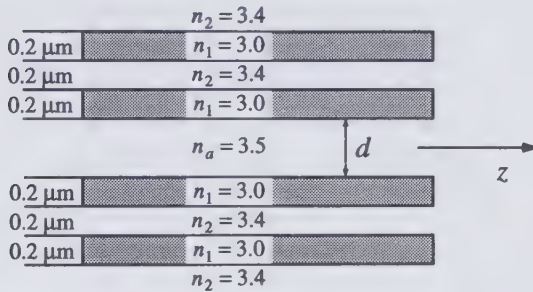 n₂ = 3.4
0.2 μm n₁ = 3.0
0.2 μm n₂ = 3.4
0.2 μm n₁ = 3.0
nₐ = 3.5 d
z
0.2 μm n₁ = 3.0
0.2 μm n₂ = 3.4
0.2 μm n₁ = 3.0
n₂ = 3.4